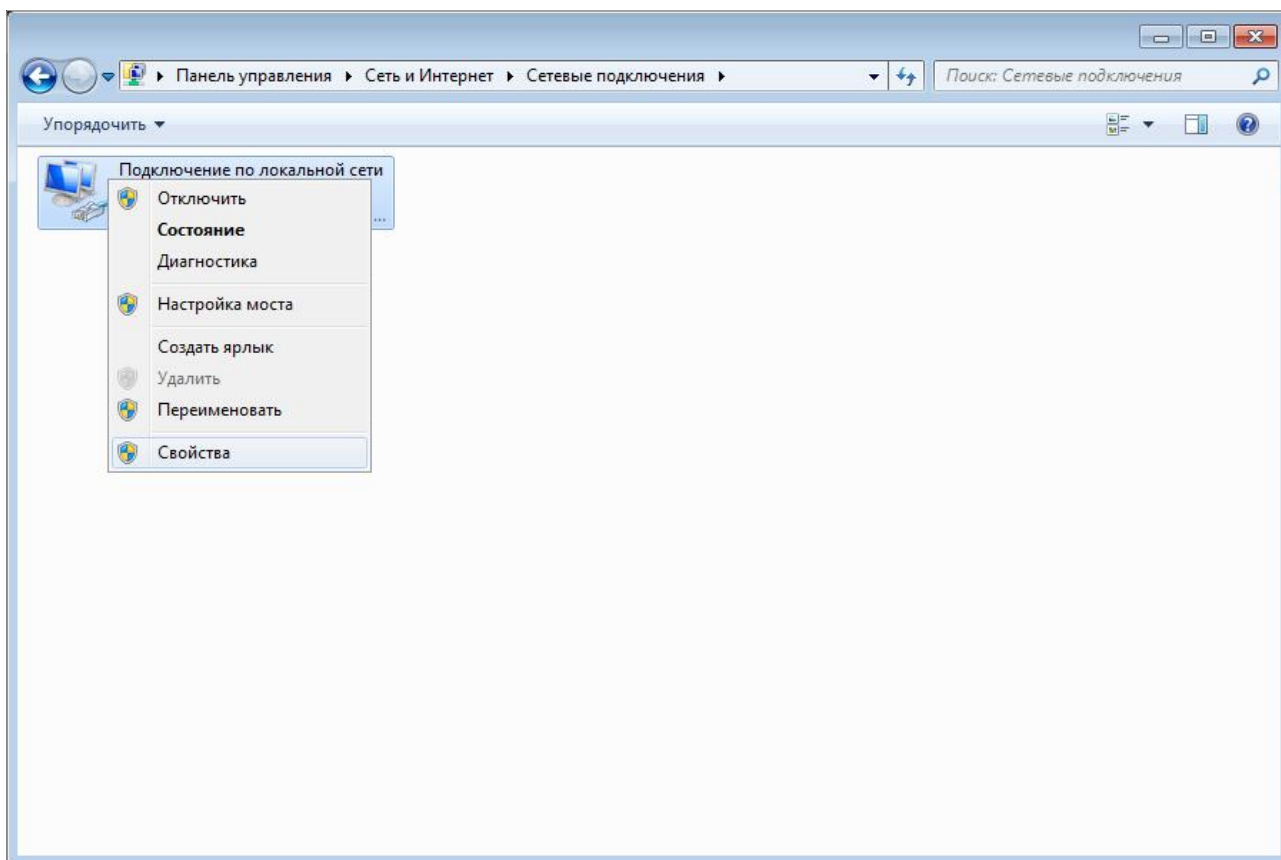 Панель управления Сеть и Интернет Сетевые подключения
Поиск: Сетевые подключения
Упорядочить
Подключение по локальной сети
...
Отключить
Состояние
Диагностика
Настройка моста
Создать ярлык
Удалить
Переименовать
Свойства